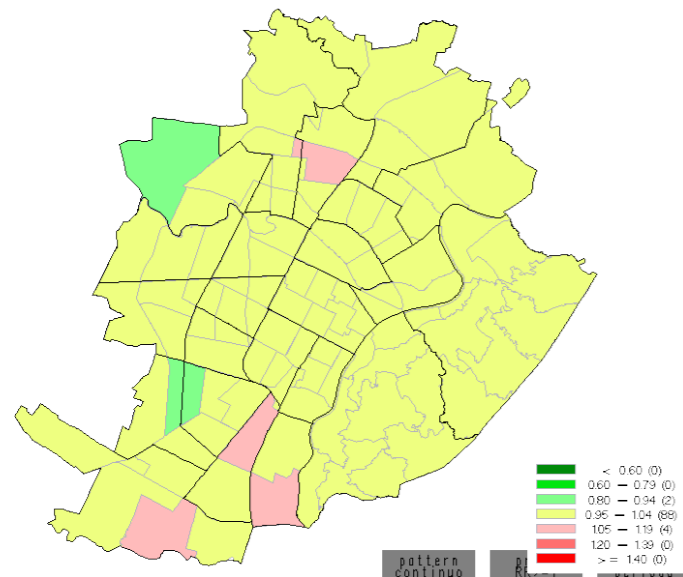 < 0.60 (0)
0.60 – 0.79 (0)
0.80 – 0.94 (2)
0.95 – 1.04 (88)
1.05 – 1.19 (4)
1.20 – 1.39 (0)
>= 1.40 (0)
pattern
continuo